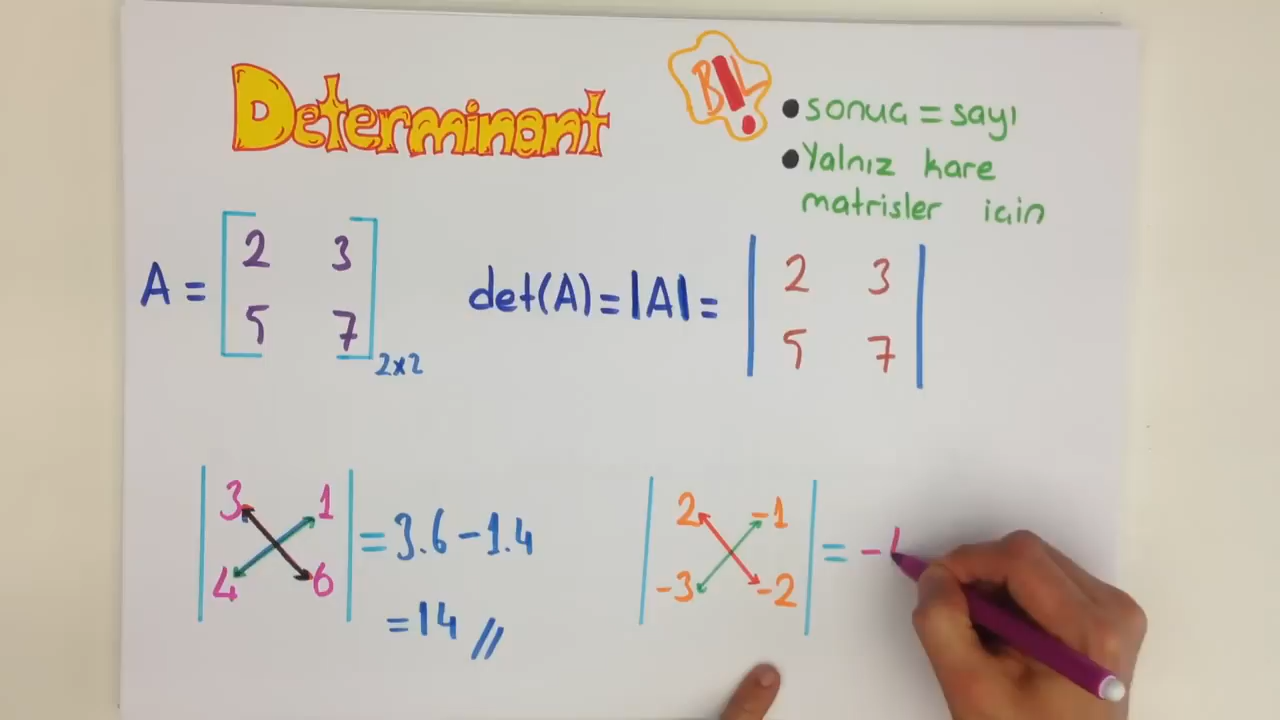 Determinant
BİL!
• sonuc = sayı
• Yalnız kare
matrisler için
A = [2 3
5 7] 2x2
det(A) = |A| = |2 3|
|5 7|
|3 1| = 3.6 - 1.4
|4 6|
= 14 //
|2 -1| = -
|-3 -2|